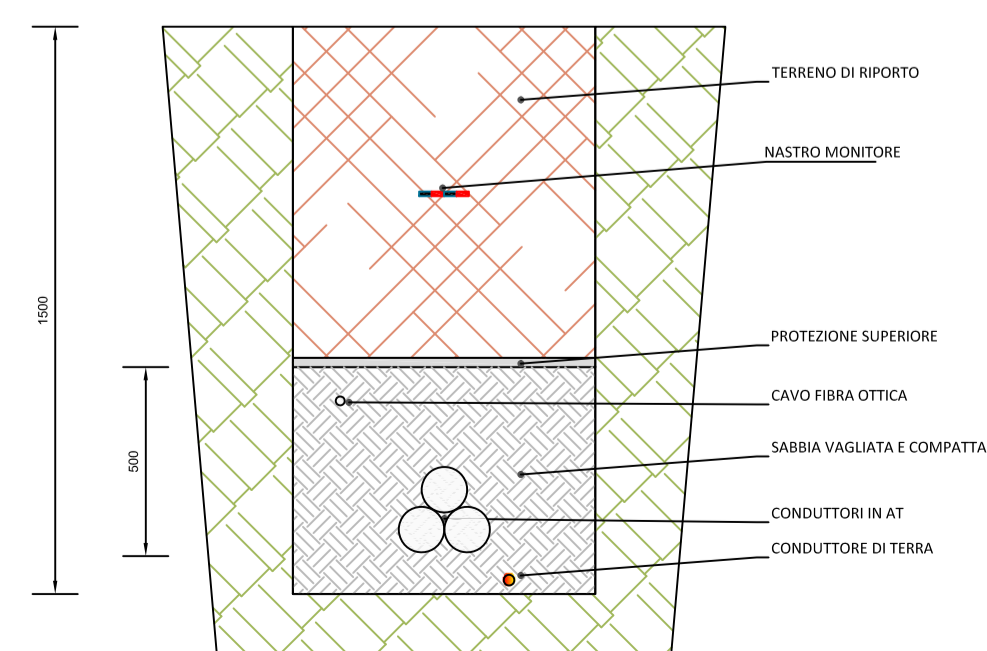 TERRENO DI RIPORTO
NASTRO MONITORE
1500
PROTEZIONE SUPERIORE
CAVO FIBRA OTTICA
SABBIA VAGLIATA E COMPATTA
500
CONDUTTORI IN AT
CONDUTTORE DI TERRA